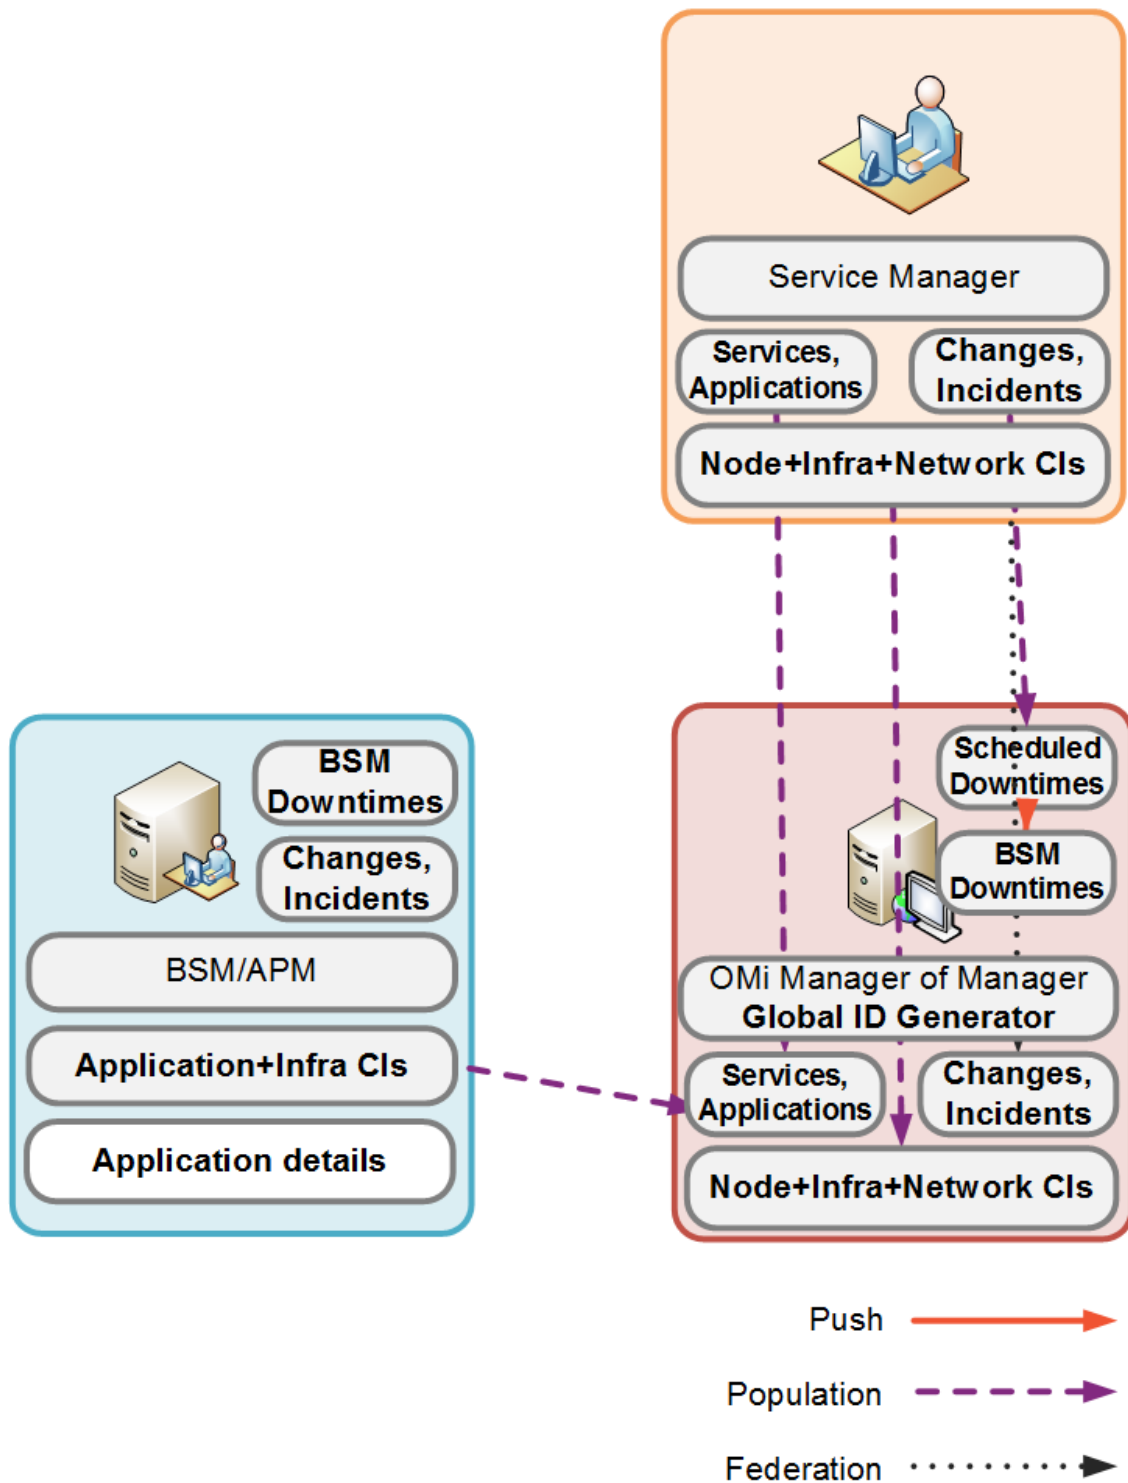 Service Manager
Services,
Applications
Changes,
Incidents
Node+Infra+Network CIs
BSM
Downtimes
Changes,
Incidents
BSM/APM
Application+Infra CIs
Application details
Scheduled
Downtimes
BSM
Downtimes
OMi Manager of Manager
Global ID Generator
Services,
Applications
Changes,
Incidents
Node+Infra+Network CIs
Push
Population
Federation